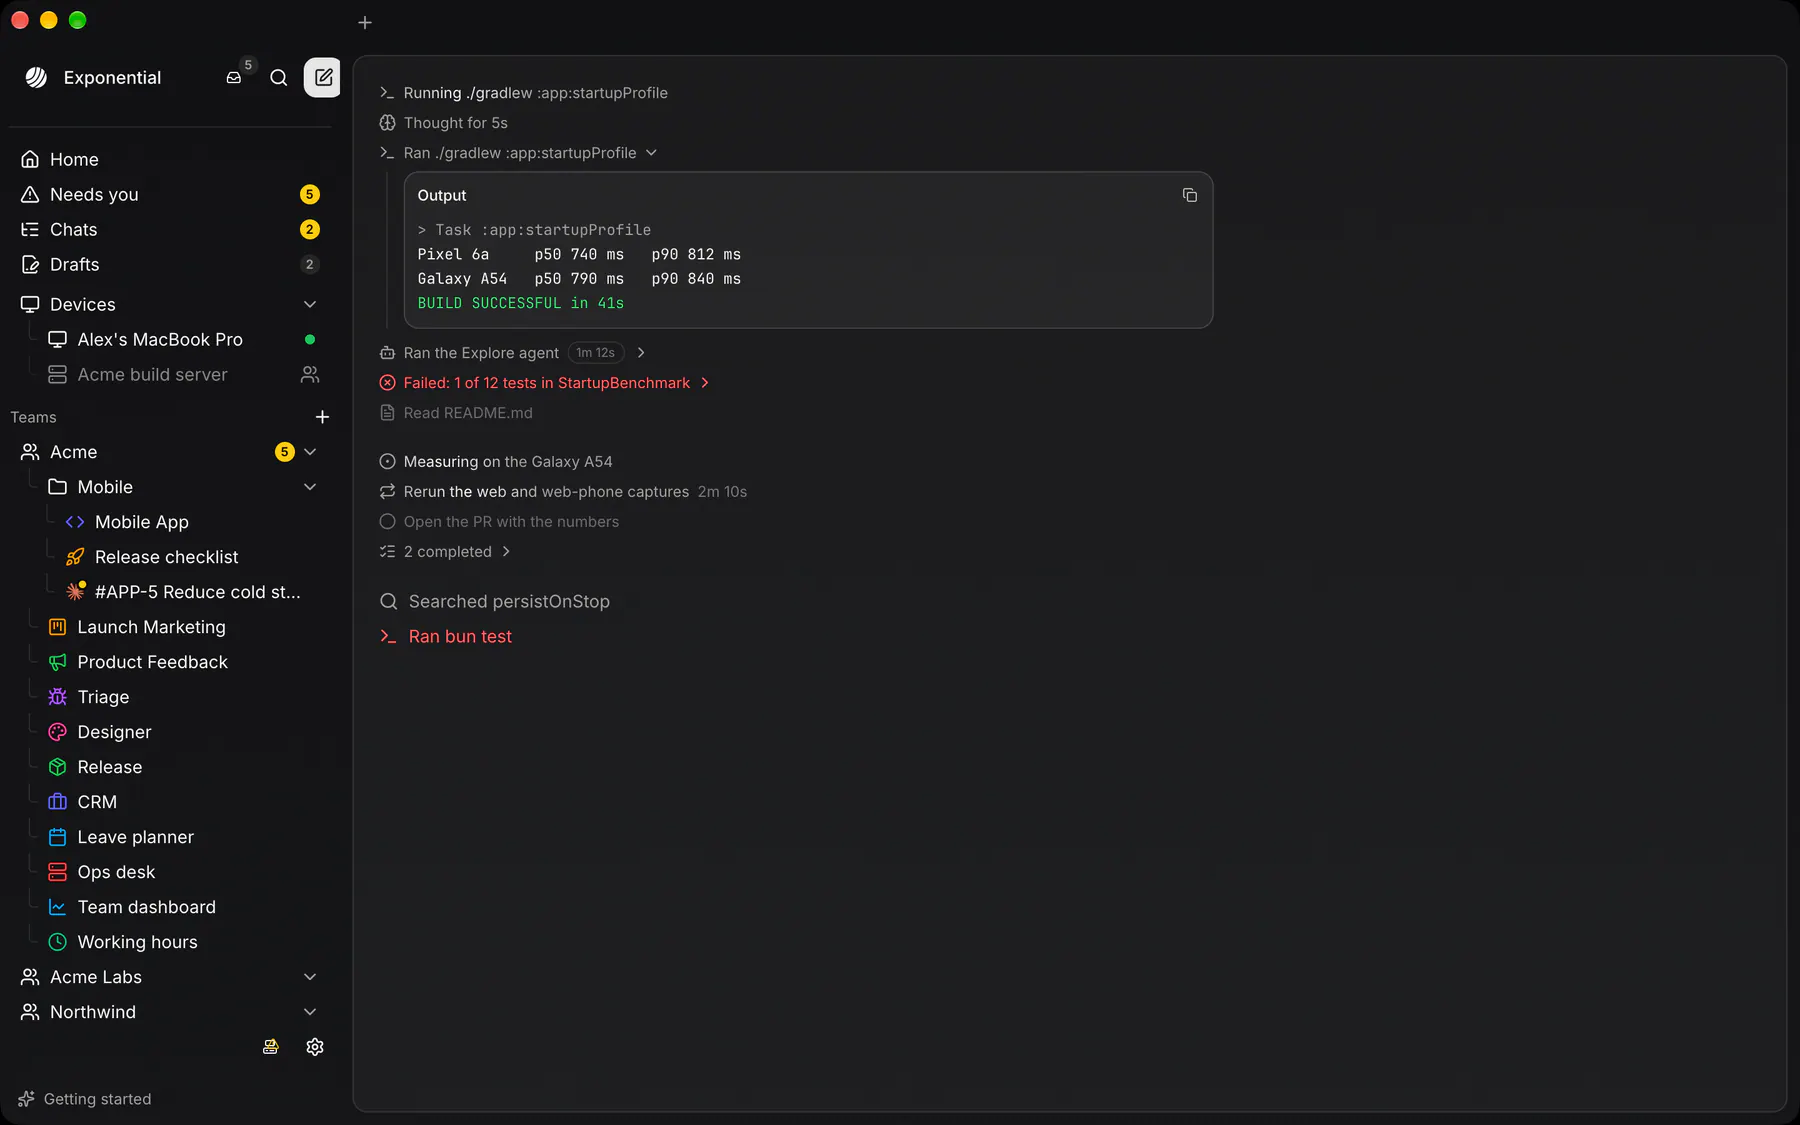 Exponential
5
Home
Needs you
5
Chats
2
Drafts
2
Devices
Alex's MacBook Pro
Acme build server
Teams
Acme
5
Mobile
Mobile App
Release checklist
#APP-5 Reduce cold st...
Launch Marketing
Product Feedback
Triage
Designer
Release
CRM
Leave planner
Ops desk
Team dashboard
Working hours
Acme Labs
Northwind
Getting started
Running ./gradlew :app:startupProfile
Thought for 5s
Ran ./gradlew :app:startupProfile
Output
> Task :app:startupProfile
Pixel 6a p50 740 ms p90 812 ms
Galaxy A54 p50 790 ms p90 840 ms
BUILD SUCCESSFUL in 41s
Ran the Explore agent 1m 12s
Failed: 1 of 12 tests in StartupBenchmark
Read README.md
Measuring on the Galaxy A54
Rerun the web and web-phone captures 2m 10s
Open the PR with the numbers
2 completed
Searched persistOnStop
Ran bun test